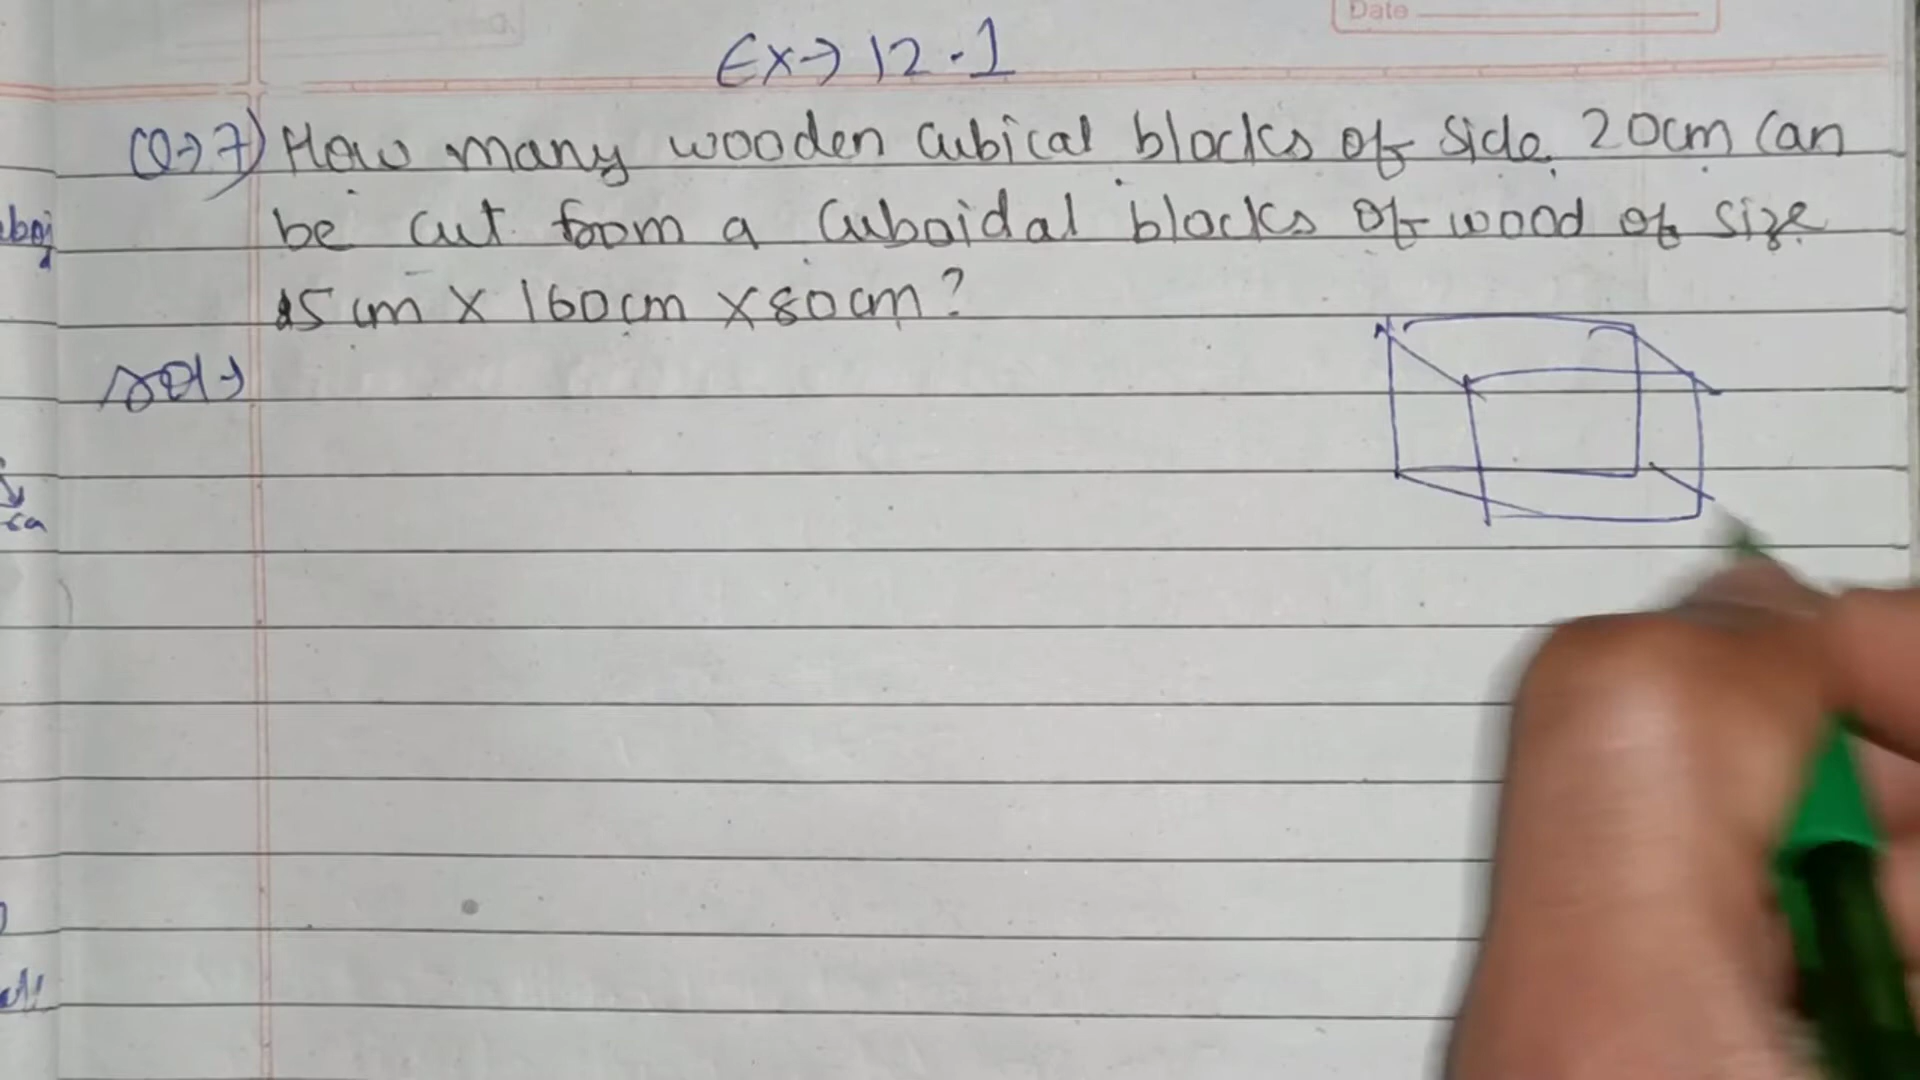 Date
Ex→ 12.1
Q→7) How many wooden Cubical blocks of side 20cm Can
be cut from a Cuboidal blocks of wood of size
15cm X 160cm X 80cm?
Sol→